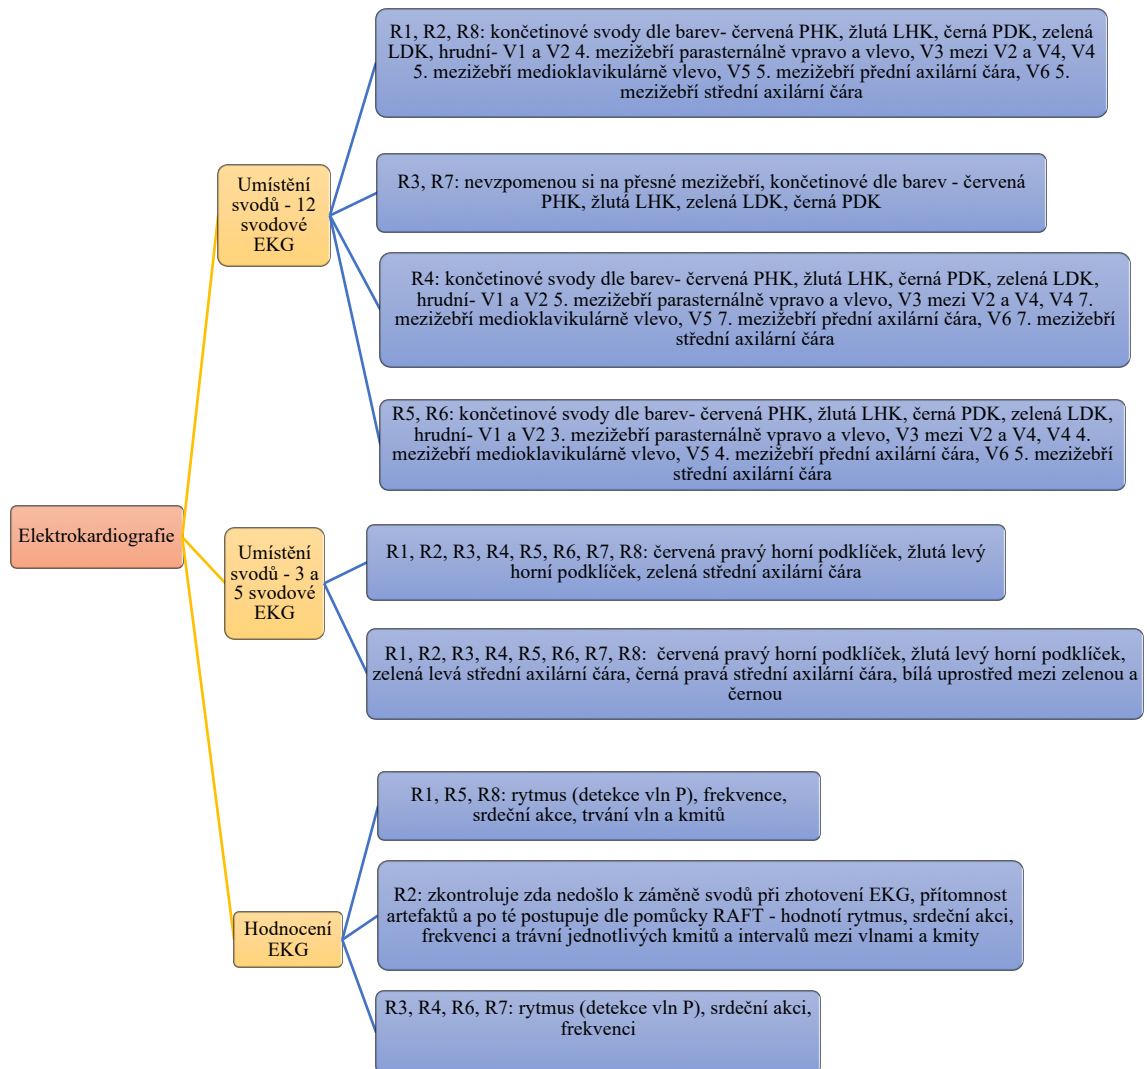 R1, R2, R8: končetinové svody dle barev- červená PHK, žlutá LHK, černá PDK, zelená
LDK, hrudní- V1 a V2 4. mezižebří parasternálně vpravo a vlevo, V3 mezi V2 a V4, V4
5. mezižebří medioklavikulárně vlevo, V5 5. mezižebří přední axilární čára, V6 5.
mezižebří střední axilární čára
Umístění
svodů - 12
svodové
EKG
R3, R7: nevzpomenou si na přesné mezižebří, končetinové dle barev - červená
PHK, žlutá LHK, zelená LDK, černá PDK
R4: končetinové svody dle barev- červená PHK, žlutá LHK, černá PDK, zelená LDK,
hrudní- V1 a V2 5. mezižebří parasternálně vpravo a vlevo, V3 mezi V2 a V4, V4 7.
mezižebří medioklavikulárně vlevo, V5 7. mezižebří přední axilární čára, V6 7. mezižebří
střední axilární čára
R5, R6: končetinové svody dle barev- červená PHK, žlutá LHK, černá PDK, zelená LDK,
hrudní- V1 a V2 3. mezižebří parasternálně vpravo a vlevo, V3 mezi V2 a V4, V4 4.
mezižebří medioklavikulárně vlevo, V5 4. mezižebří přední axilární čára, V6 5. mezižebří
střední axilární čára
Elektrokardiografie
Umístění
svodů - 3 a
5 svodové
EKG
R1, R2, R3, R4, R5, R6, R7, R8: červená pravý horní podklíček, žlutá levý
horní podklíček, zelená střední axilární čára
R1, R2, R3, R4, R5, R6, R7, R8: červená pravý horní podklíček, žlutá levý horní podklíček,
zelená levá střední axilární čára, černá pravá střední axilární čára, bílá uprostřed mezi zelenou a
černou
R1, R5, R8: rytmus (detekce vln P), frekvence,
srdeční akce, trvání vln a kmitů
Hodnocení
EKG
R2: zkontroluje zda nedošlo k záměně svodů při zhotovení EKG, přítomnost
artefaktů a po té postupuje dle pomůcky RAFT - hodnotí rytmus, srdeční akci,
frekvenci a trvání jednotlivých kmitů a intervalů mezi vlnami a kmity
R3, R4, R6, R7: rytmus (detekce vln P), srdeční akci,
frekvenci